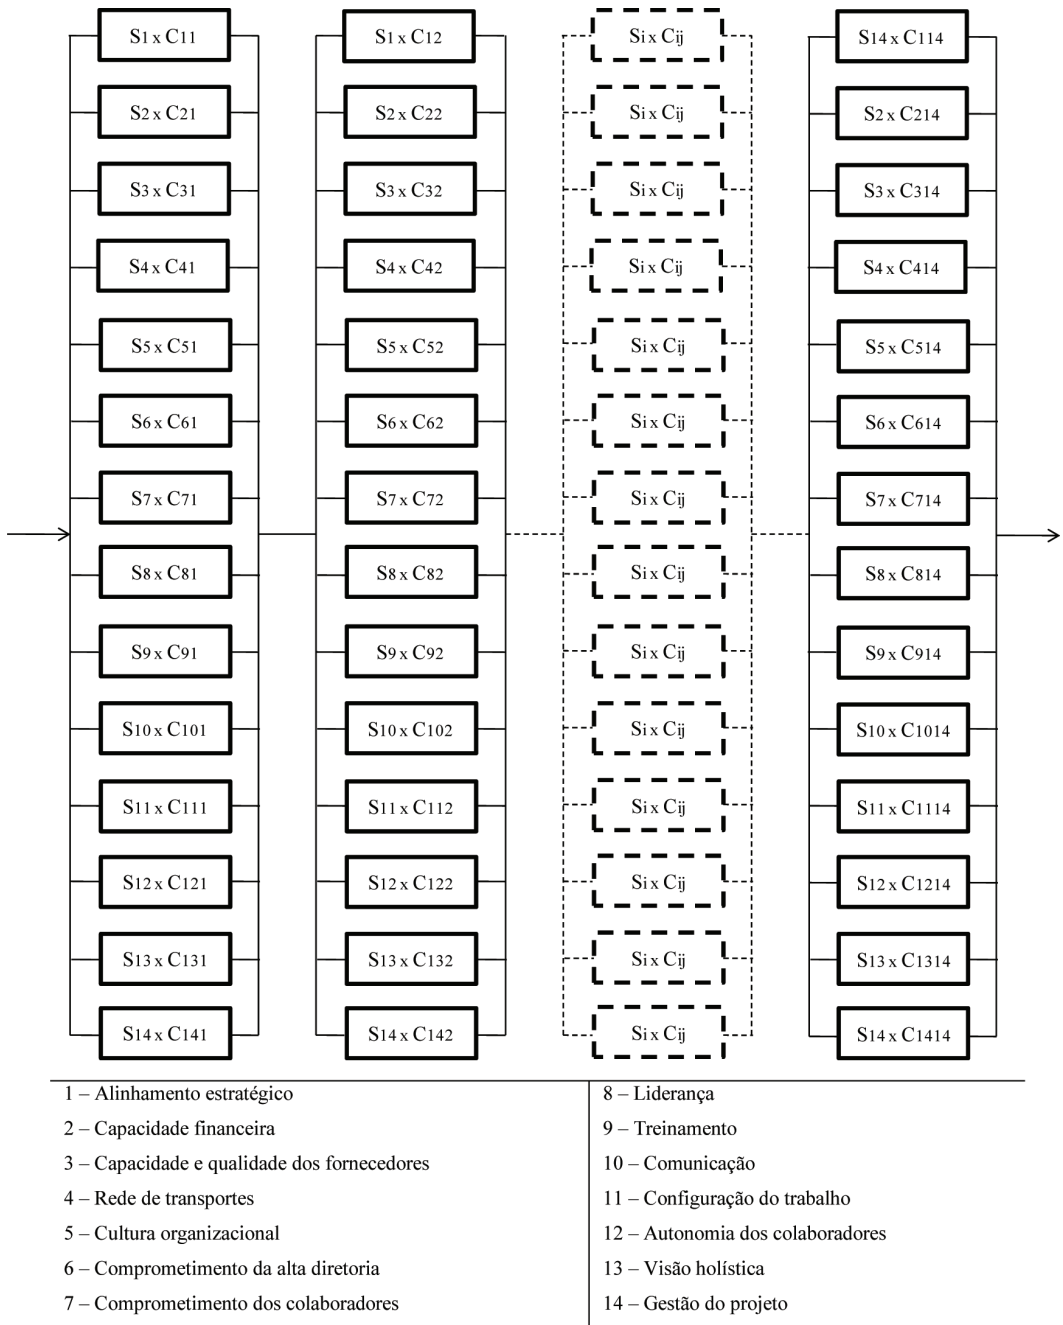 S1 x C11 S1 x C12 Si x Cij S14 x C114
S2 x C21 S2 x C22 Si x Cij S2 x C214
S3 x C31 S3 x C32 Si x Cij S3 x C314
S4 x C41 S4 x C42 Si x Cij S4 x C414
S5 x C51 S5 x C52 Si x Cij S5 x C514
S6 x C61 S6 x C62 Si x Cij S6 x C614
S7 x C71 S7 x C72 Si x Cij S7 x C714
S8 x C81 S8 x C82 Si x Cij S8 x C814
S9 x C91 S9 x C92 Si x Cij S9 x C914
S10 x C101 S10 x C102 Si x Cij S10 x C1014
S11 x C111 S11 x C112 Si x Cij S11 x C1114
S12 x C121 S12 x C122 Si x Cij S12 x C1214
S13 x C131 S13 x C132 Si x Cij S13 x C1314
S14 x C141 S14 x C142 Si x Cij S14 x C1414
1 – Alinhamento estratégico
2 – Capacidade financeira
3 – Capacidade e qualidade dos fornecedores
4 – Rede de transportes
5 – Cultura organizacional
6 – Comprometimento da alta diretoria
7 – Comprometimento dos colaboradores
8 – Liderança
9 – Treinamento
10 – Comunicação
11 – Configuração do trabalho
12 – Autonomia dos colaboradores
13 – Visão holística
14 – Gestão do projeto